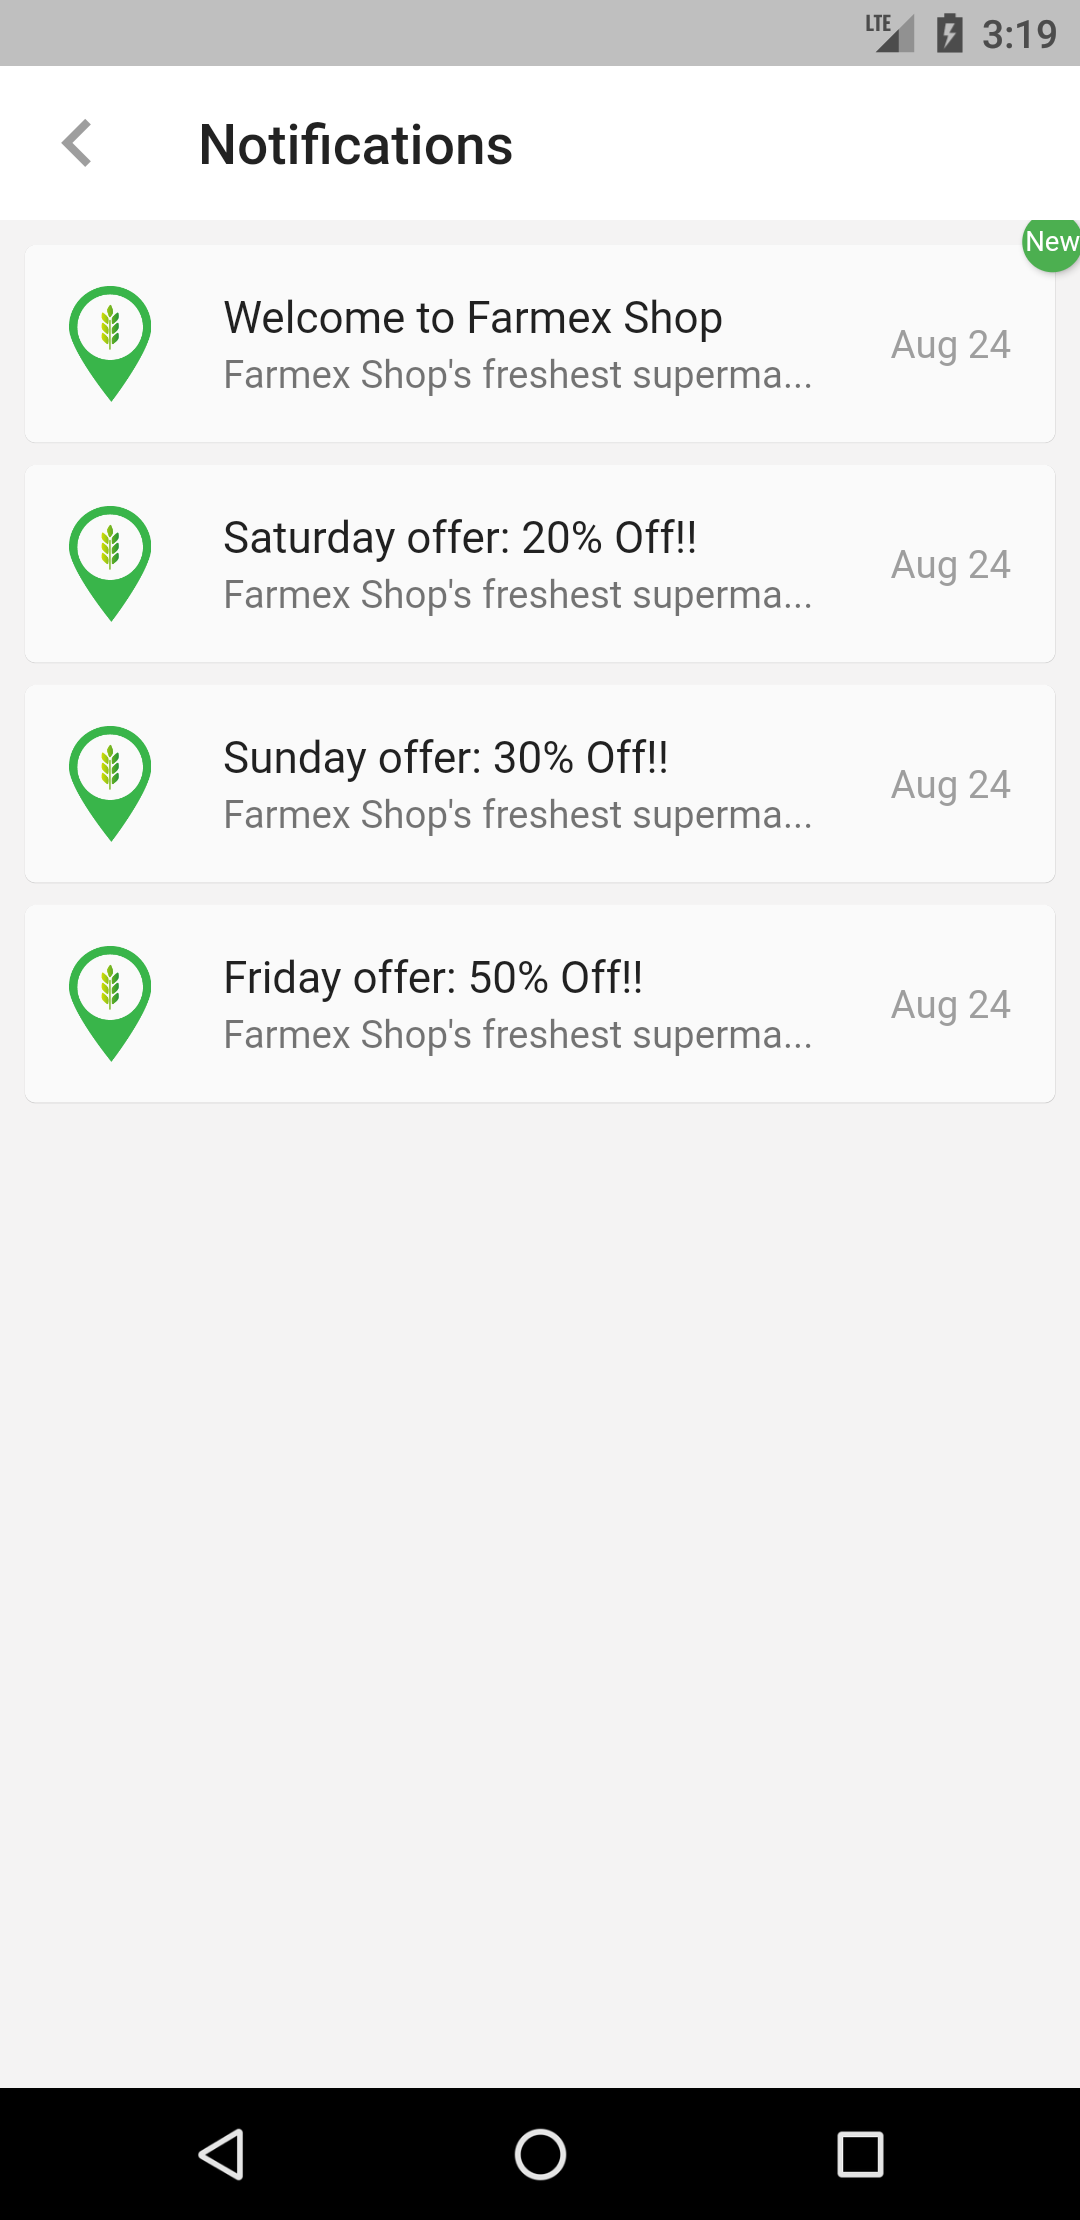 LTE 3:19
Notifications
New
Welcome to Farmex Shop
Farmex Shop's freshest superma...
Aug 24
Saturday offer: 20% Off!!
Farmex Shop's freshest superma...
Aug 24
Sunday offer: 30% Off!!
Farmex Shop's freshest superma...
Aug 24
Friday offer: 50% Off!!
Farmex Shop's freshest superma...
Aug 24